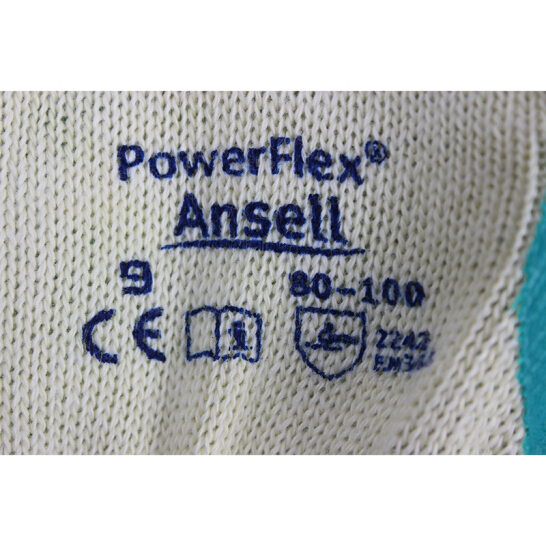 PowerFlex®
Ansell
9 80-100
CE i 2242